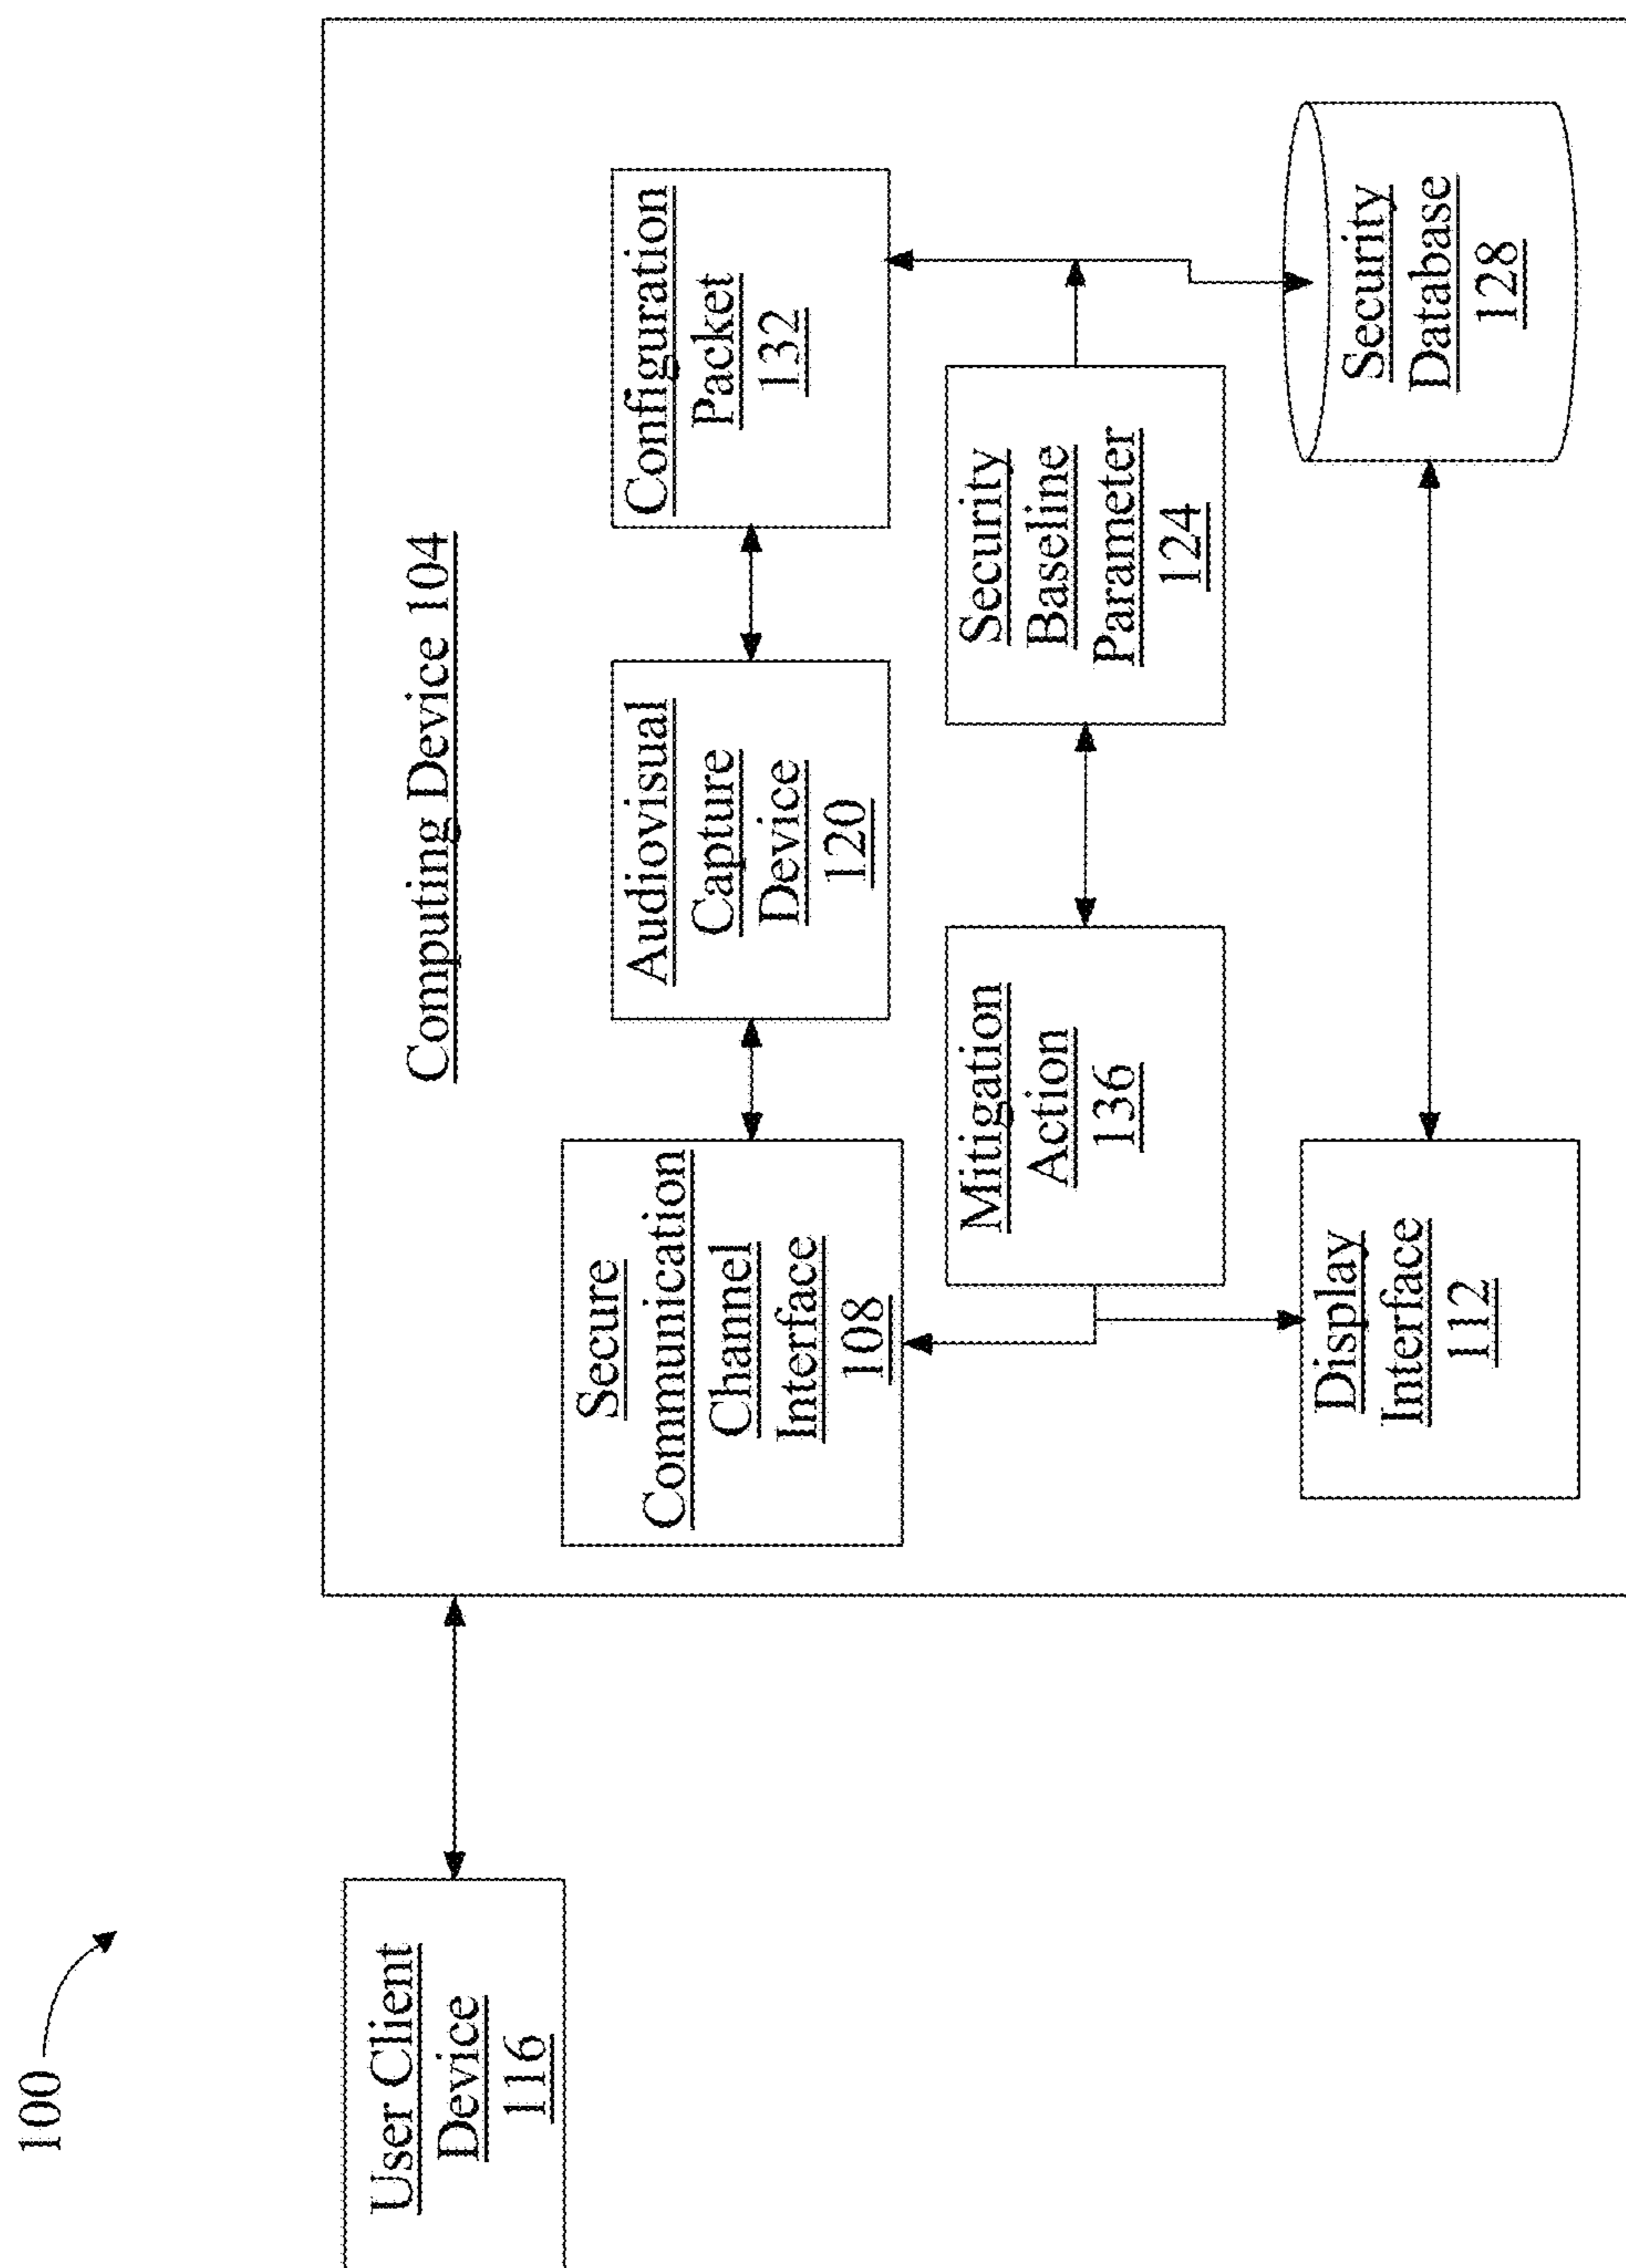 100
User Client
Device
116
Computing Device 104
Secure
Communication
Channel
Interface
108
Audiovisual
Capture
Device
120
Configuration
Packet
132
Mitigation
Action
136
Security
Baseline
Parameter
124
Display
Interface
112
Security
Database
128